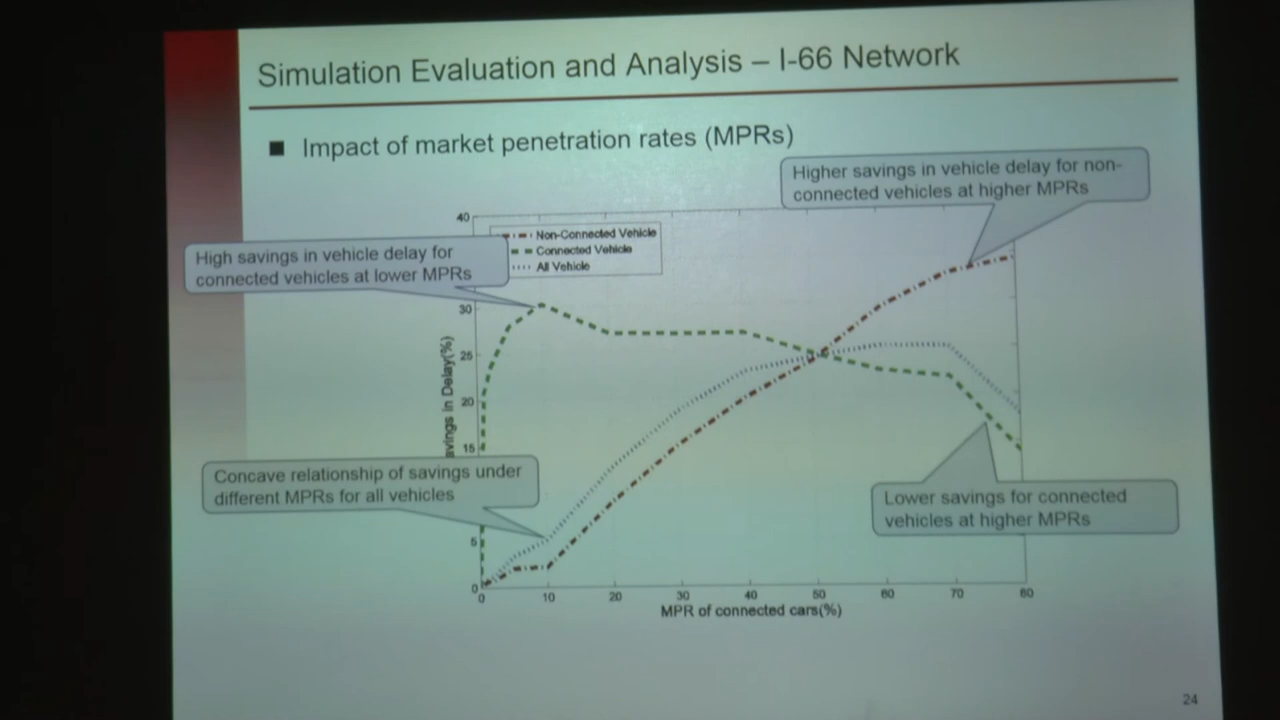 Simulation Evaluation and Analysis – I-66 Network
■ Impact of market penetration rates (MPRs)
Higher savings in vehicle delay for non-
connected vehicles at higher MPRs
High savings in vehicle delay for
connected vehicles at lower MPRs
Non-Connected Vehicle
Connected Vehicle
All Vehicle
40
30
25
20
15
5
0
avings in Delay(%)
Concave relationship of savings under
different MPRs for all vehicles
Lower savings for connected
vehicles at higher MPRs
0 10 20 30 40 50 60 70 80
MPR of connected cars(%)
24